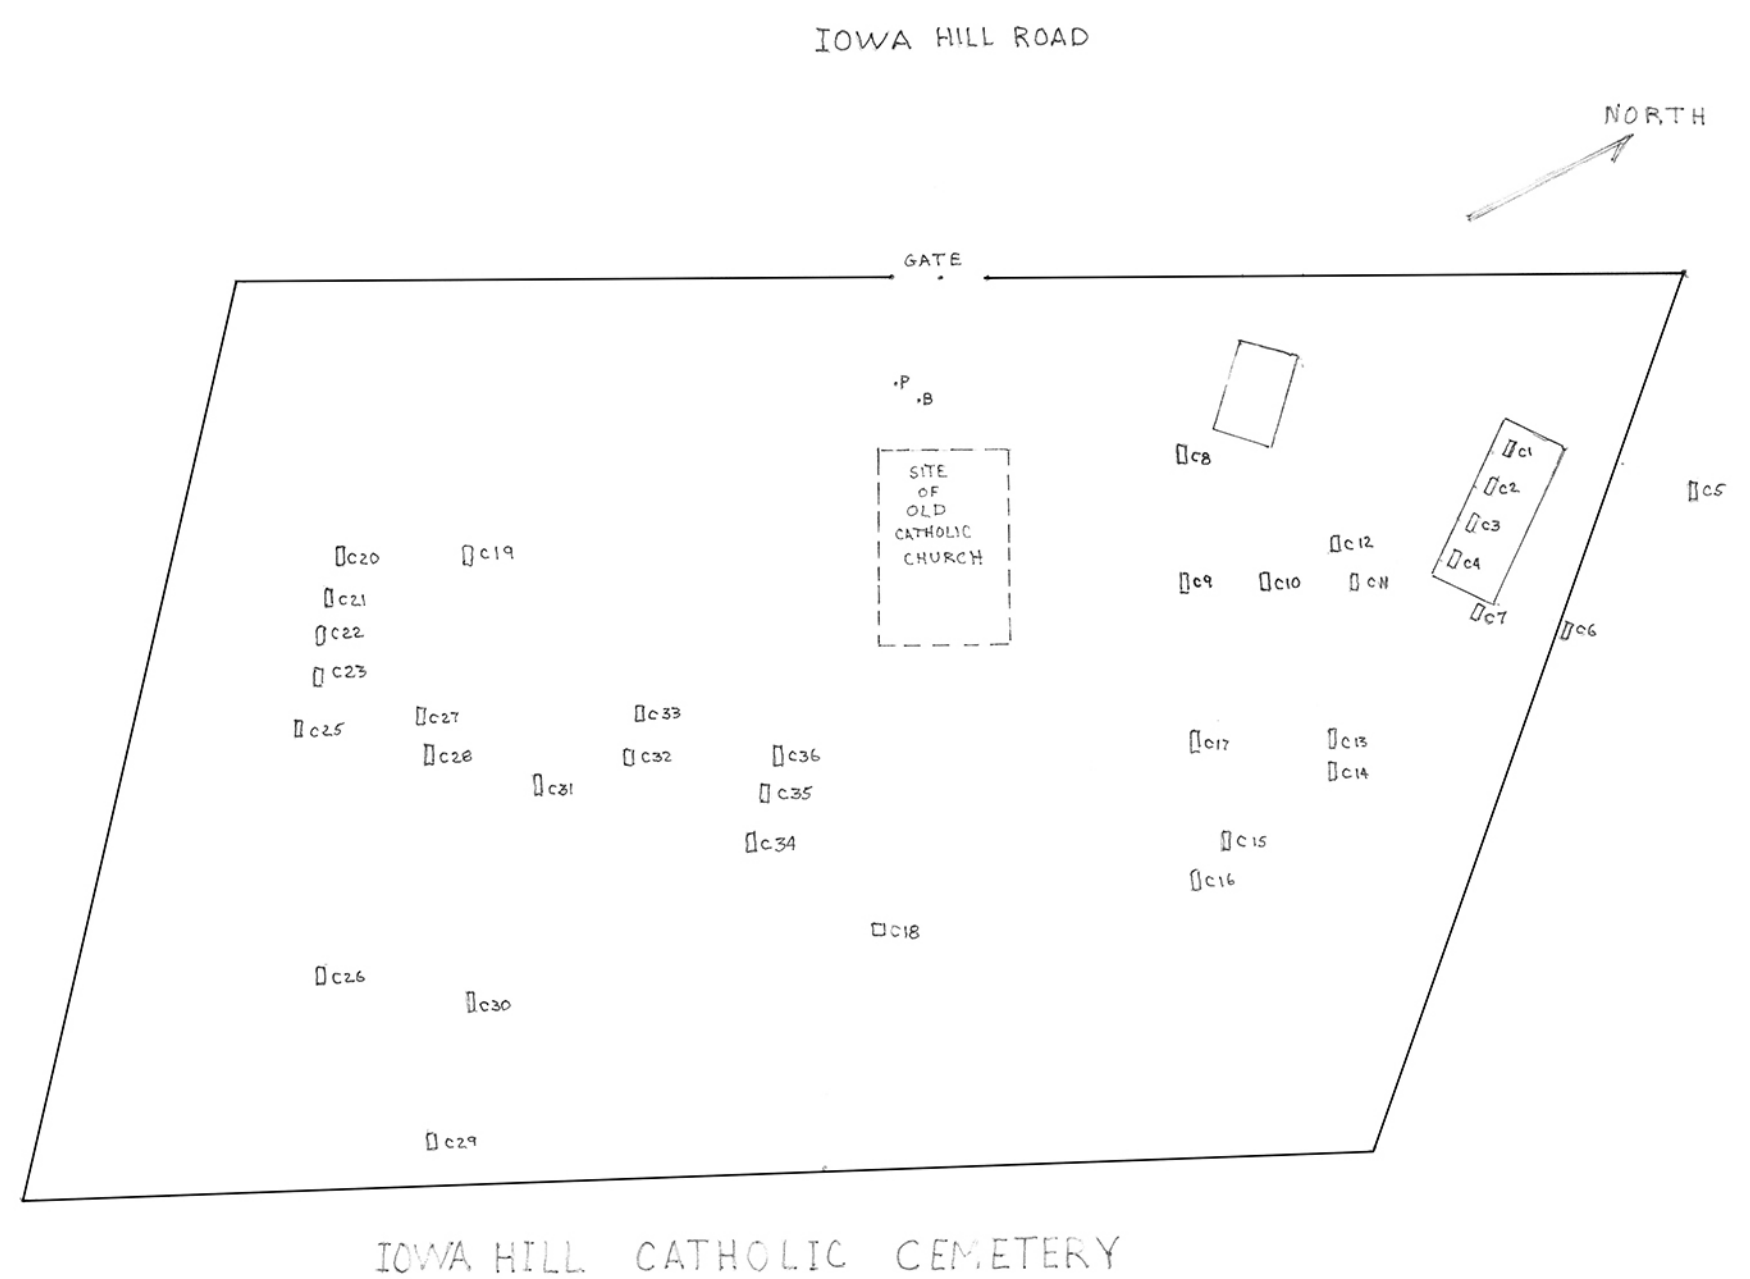 IOWA HILL ROAD
NORTH
GATE
P
B
SITE
OF
OLD
CATHOLIC
CHURCH
C8
C1
C2
C3
C4
C5
C12
C9
C10
C11
C7
C6
C20
C19
C21
C22
C23
C25
C27
C28
C33
C32
C31
C36
C35
C34
C17
C13
C14
C15
C16
C18
C26
C30
C29
IOWA HILL CATHOLIC CEMETERY